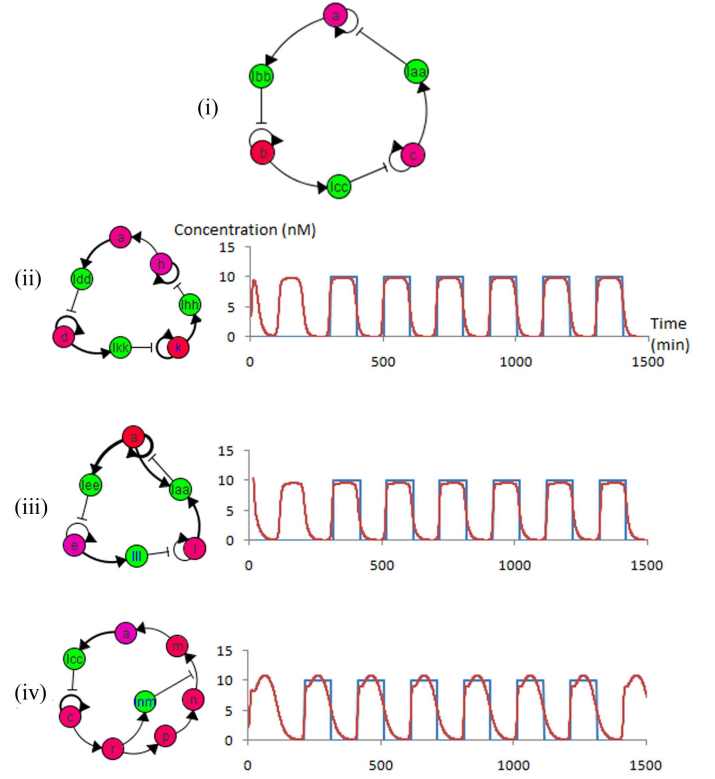 a
Ibb
Iaa
(i)
b
c
Icc
Concentration (nM)
(ii)
a
h
Idd
Ihh
d
Ikk
k
15
10
5
0
0
500
1000
1500
Time
(min)
(iii)
a
Iee
Iaa
e
Ill
l
15
10
5
0
0
500
1000
1500
(iv)
a
m
Icc
Inm
n
c
r
p
15
10
5
0
0
500
1000
1500